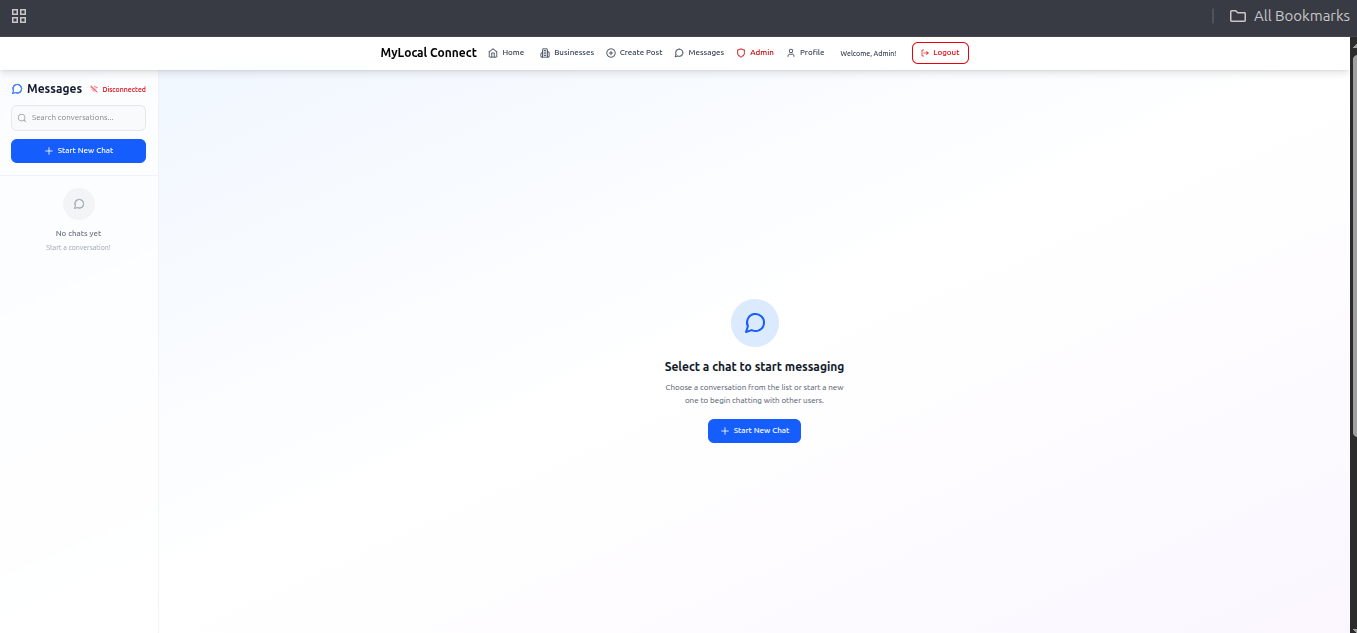 All Bookmarks
MyLocal Connect Home Businesses Create Post Messages Admin Profile Welcome, Admin! Logout
Messages Disconnected
Search conversations...
Start New Chat
No chats yet
Start a conversation!
Select a chat to start messaging
Choose a conversation from the list or start a new
one to begin chatting with other users.
Start New Chat